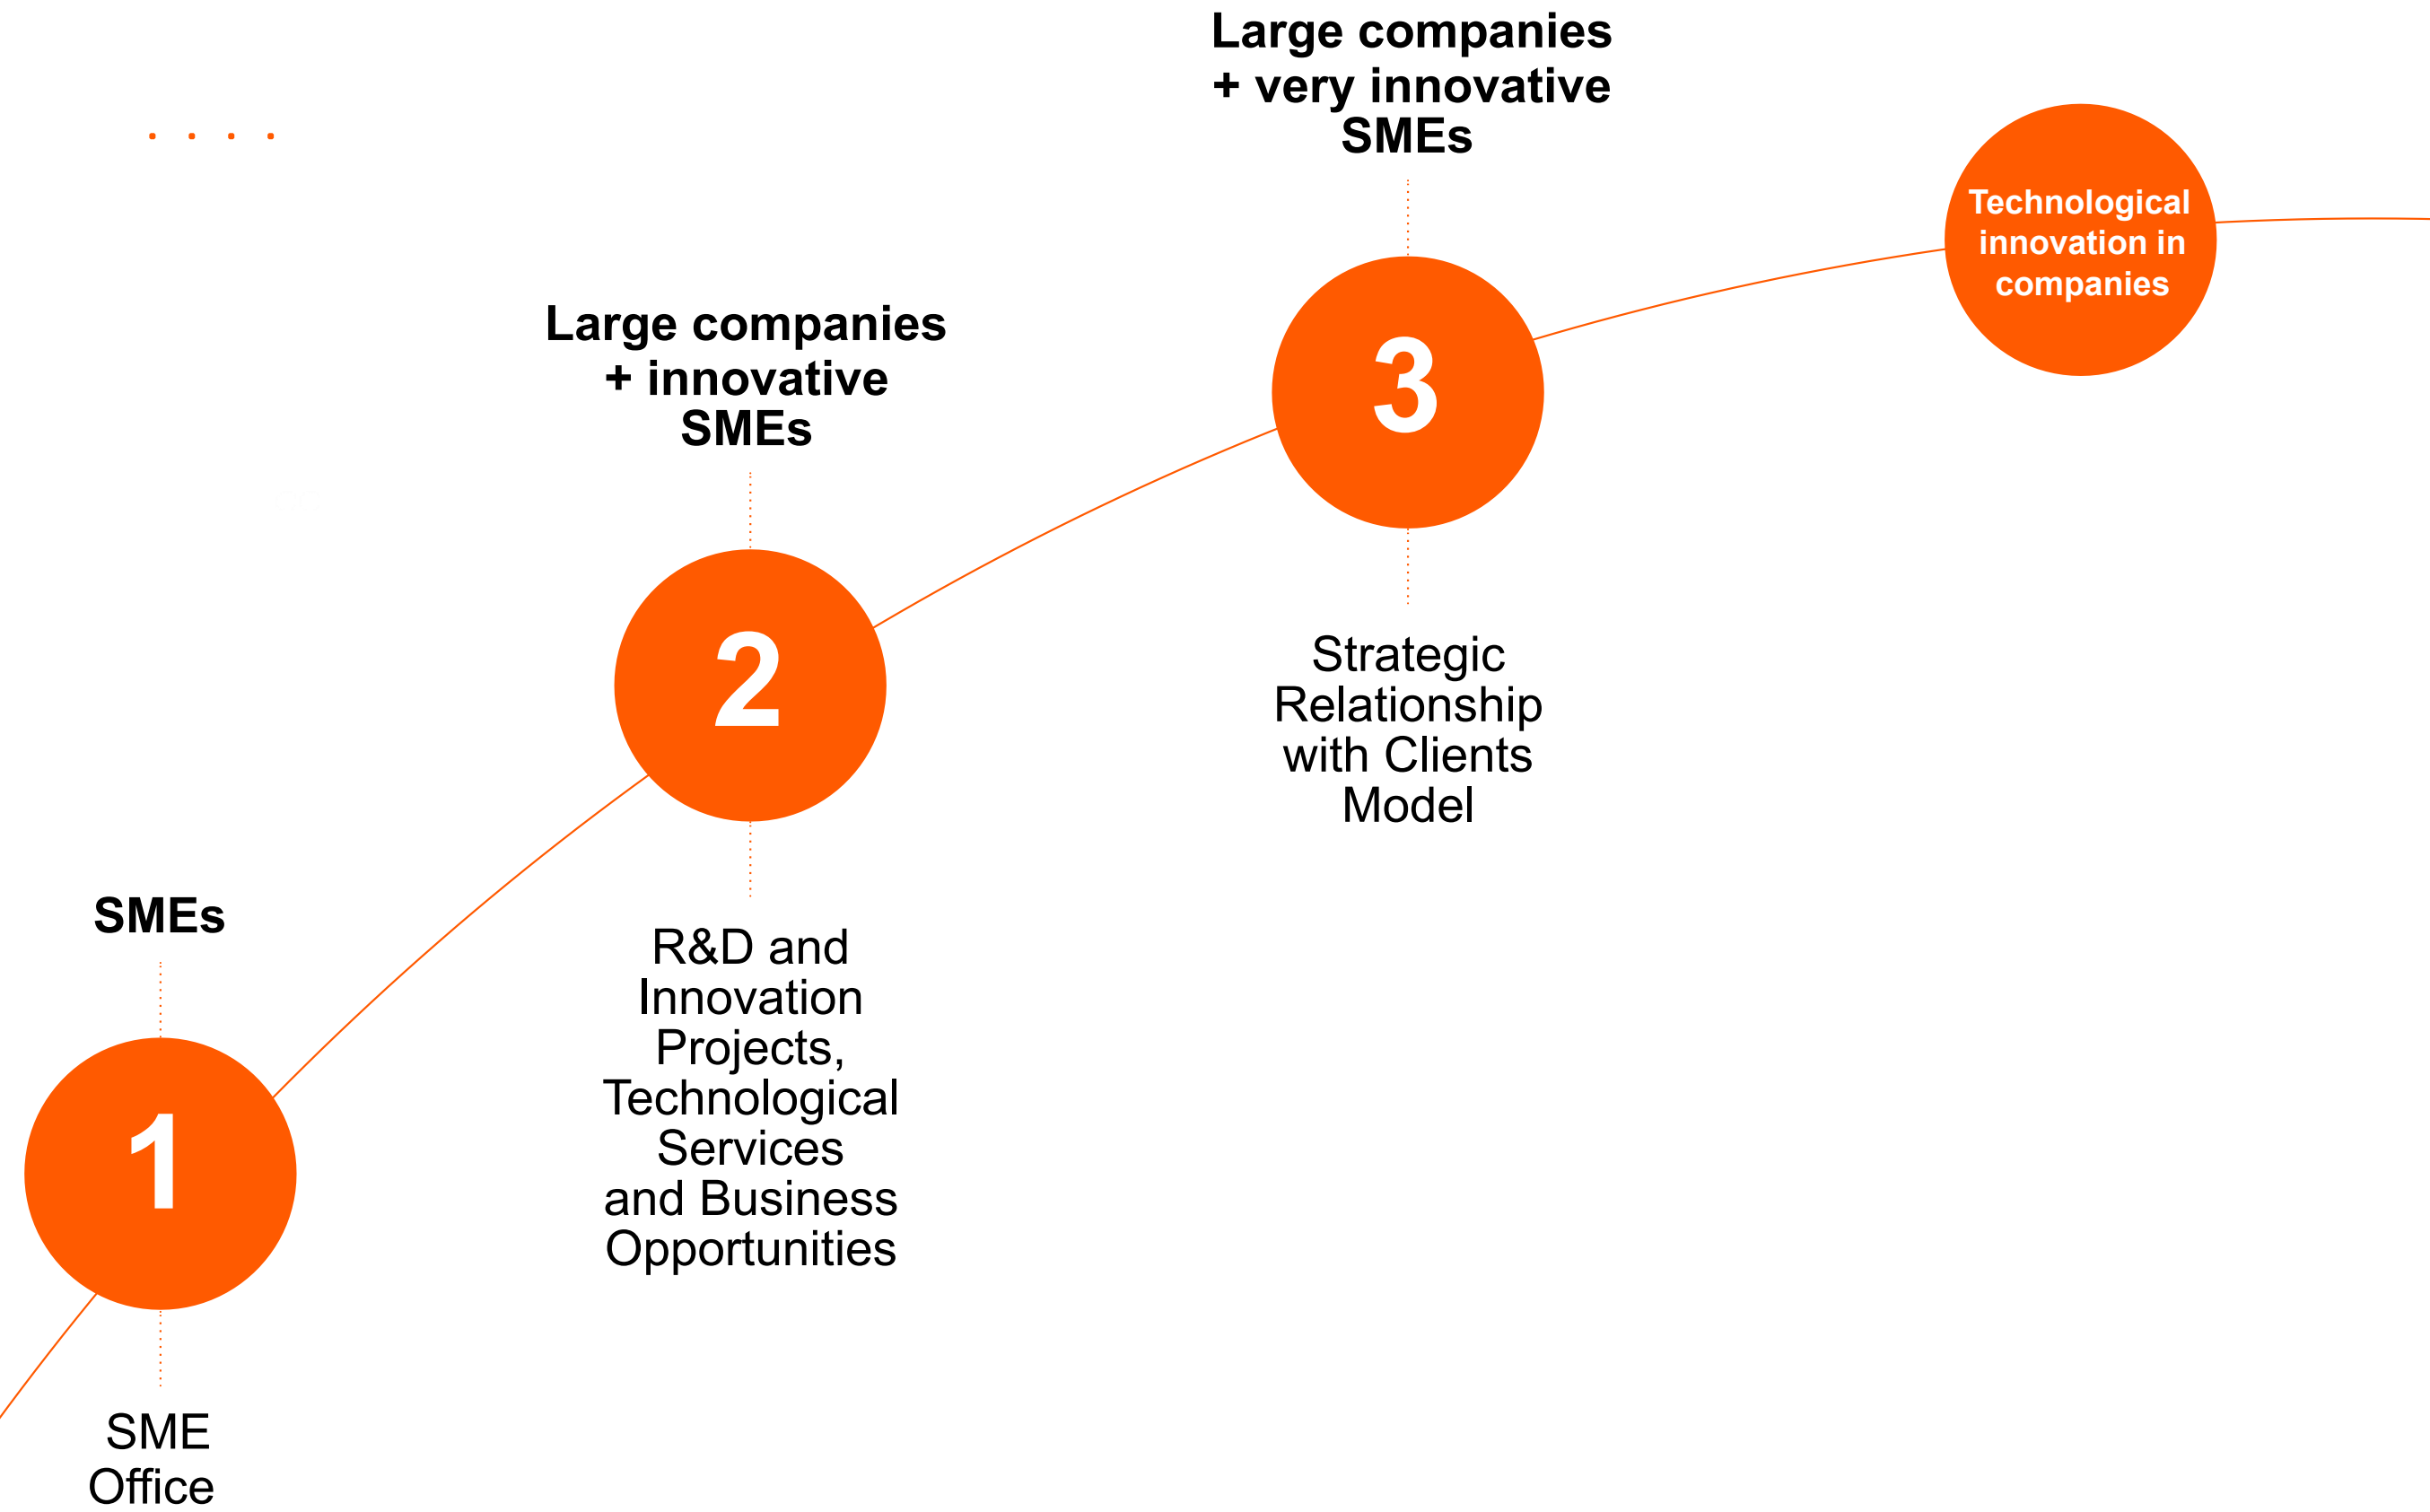 SMEs
1
SME
Office
Large companies
+ innovative
SMEs
2
R&D and
Innovation
Projects,
Technological
Services
and Business
Opportunities
Large companies
+ very innovative
SMEs
3
Strategic
Relationship
with Clients
Model
Technological
innovation in
companies